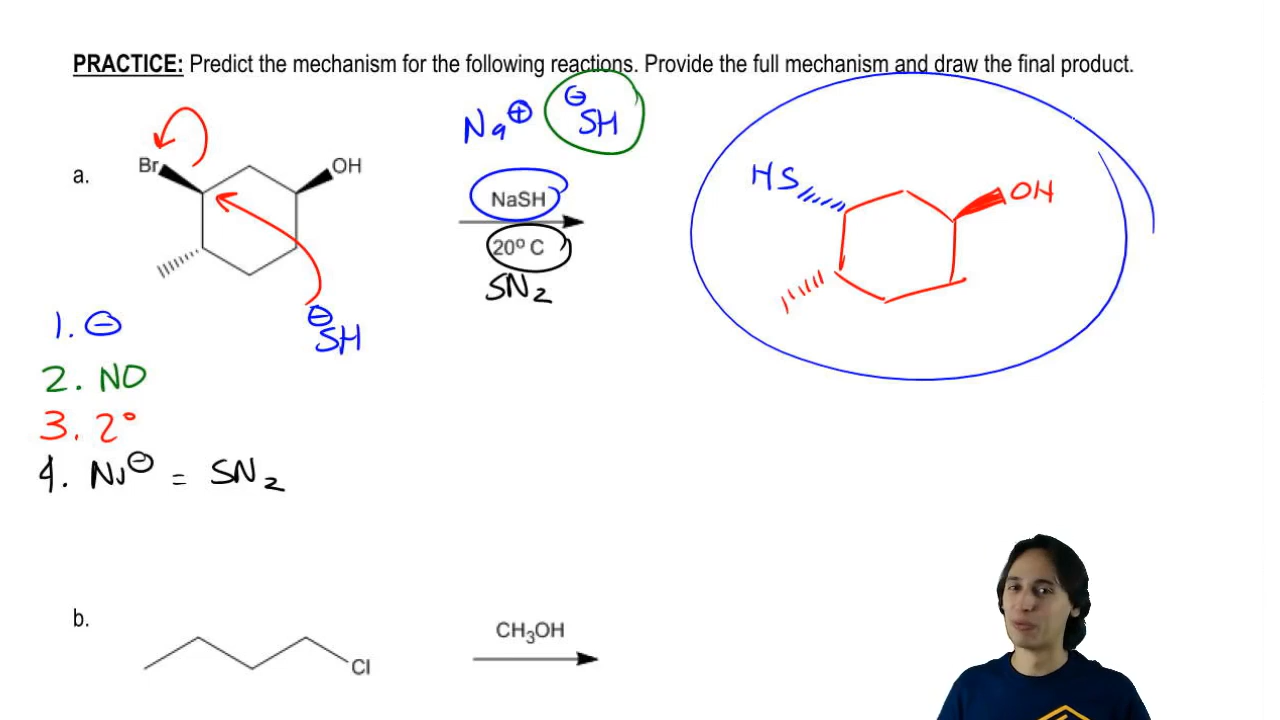 PRACTICE: Predict the mechanism for the following reactions. Provide the full mechanism and draw the final product.
Na⊕ ⊖SH
a.
Br
OH
NaSH
20º C
SN2
HS
OH
⊖SH
1. ⊖
2. NO
3. 2°
4. Nu⊖ = SN2
b.
Cl
CH3OH